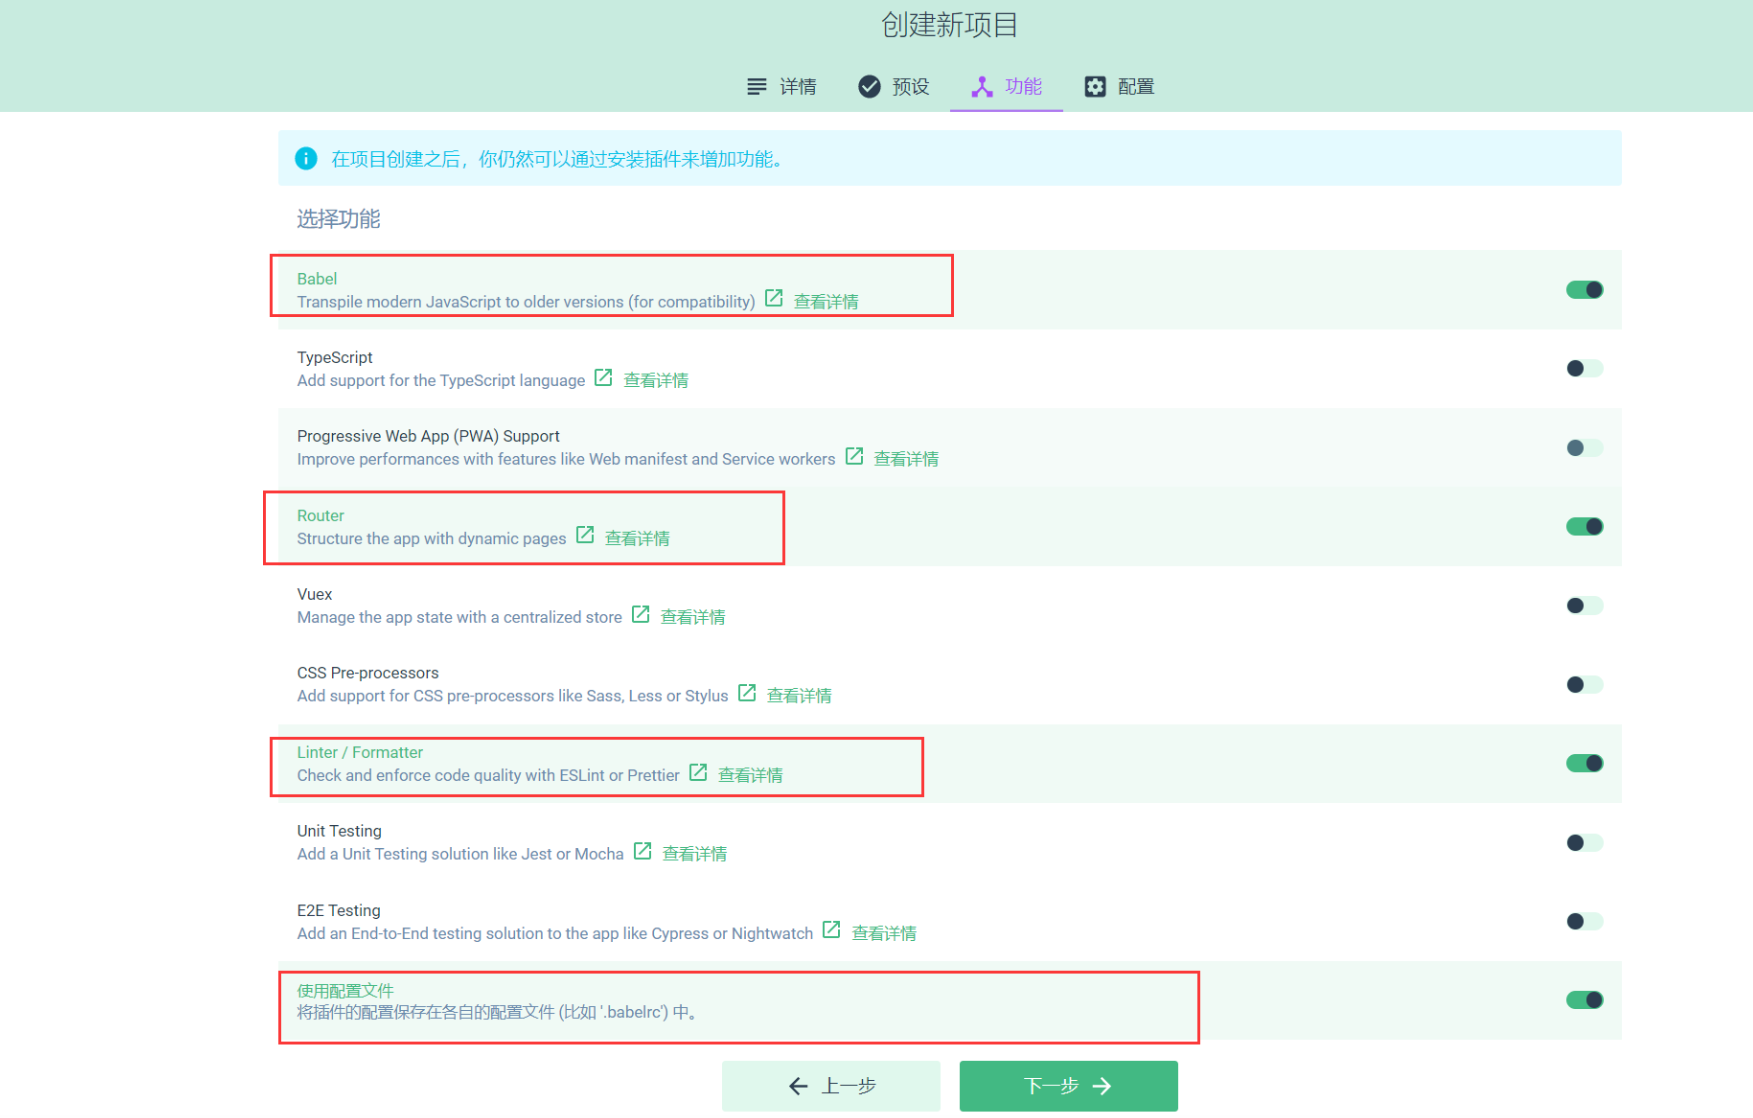 创建新项目
详情 预设 功能 配置
在项目创建之后，你仍然可以通过安装插件来增加功能。
选择功能
Babel
Transpile modern JavaScript to older versions (for compatibility) 查看详情
TypeScript
Add support for the TypeScript language 查看详情
Progressive Web App (PWA) Support
Improve performances with features like Web manifest and Service workers 查看详情
Router
Structure the app with dynamic pages 查看详情
Vuex
Manage the app state with a centralized store 查看详情
CSS Pre-processors
Add support for CSS pre-processors like Sass, Less or Stylus 查看详情
Linter / Formatter
Check and enforce code quality with ESLint or Prettier 查看详情
Unit Testing
Add a Unit Testing solution like Jest or Mocha 查看详情
E2E Testing
Add an End-to-End testing solution to the app like Cypress or Nightwatch 查看详情
使用配置文件
将插件的配置保存在各自的配置文件 (比如 '.babelrc') 中。
上一步 下一步